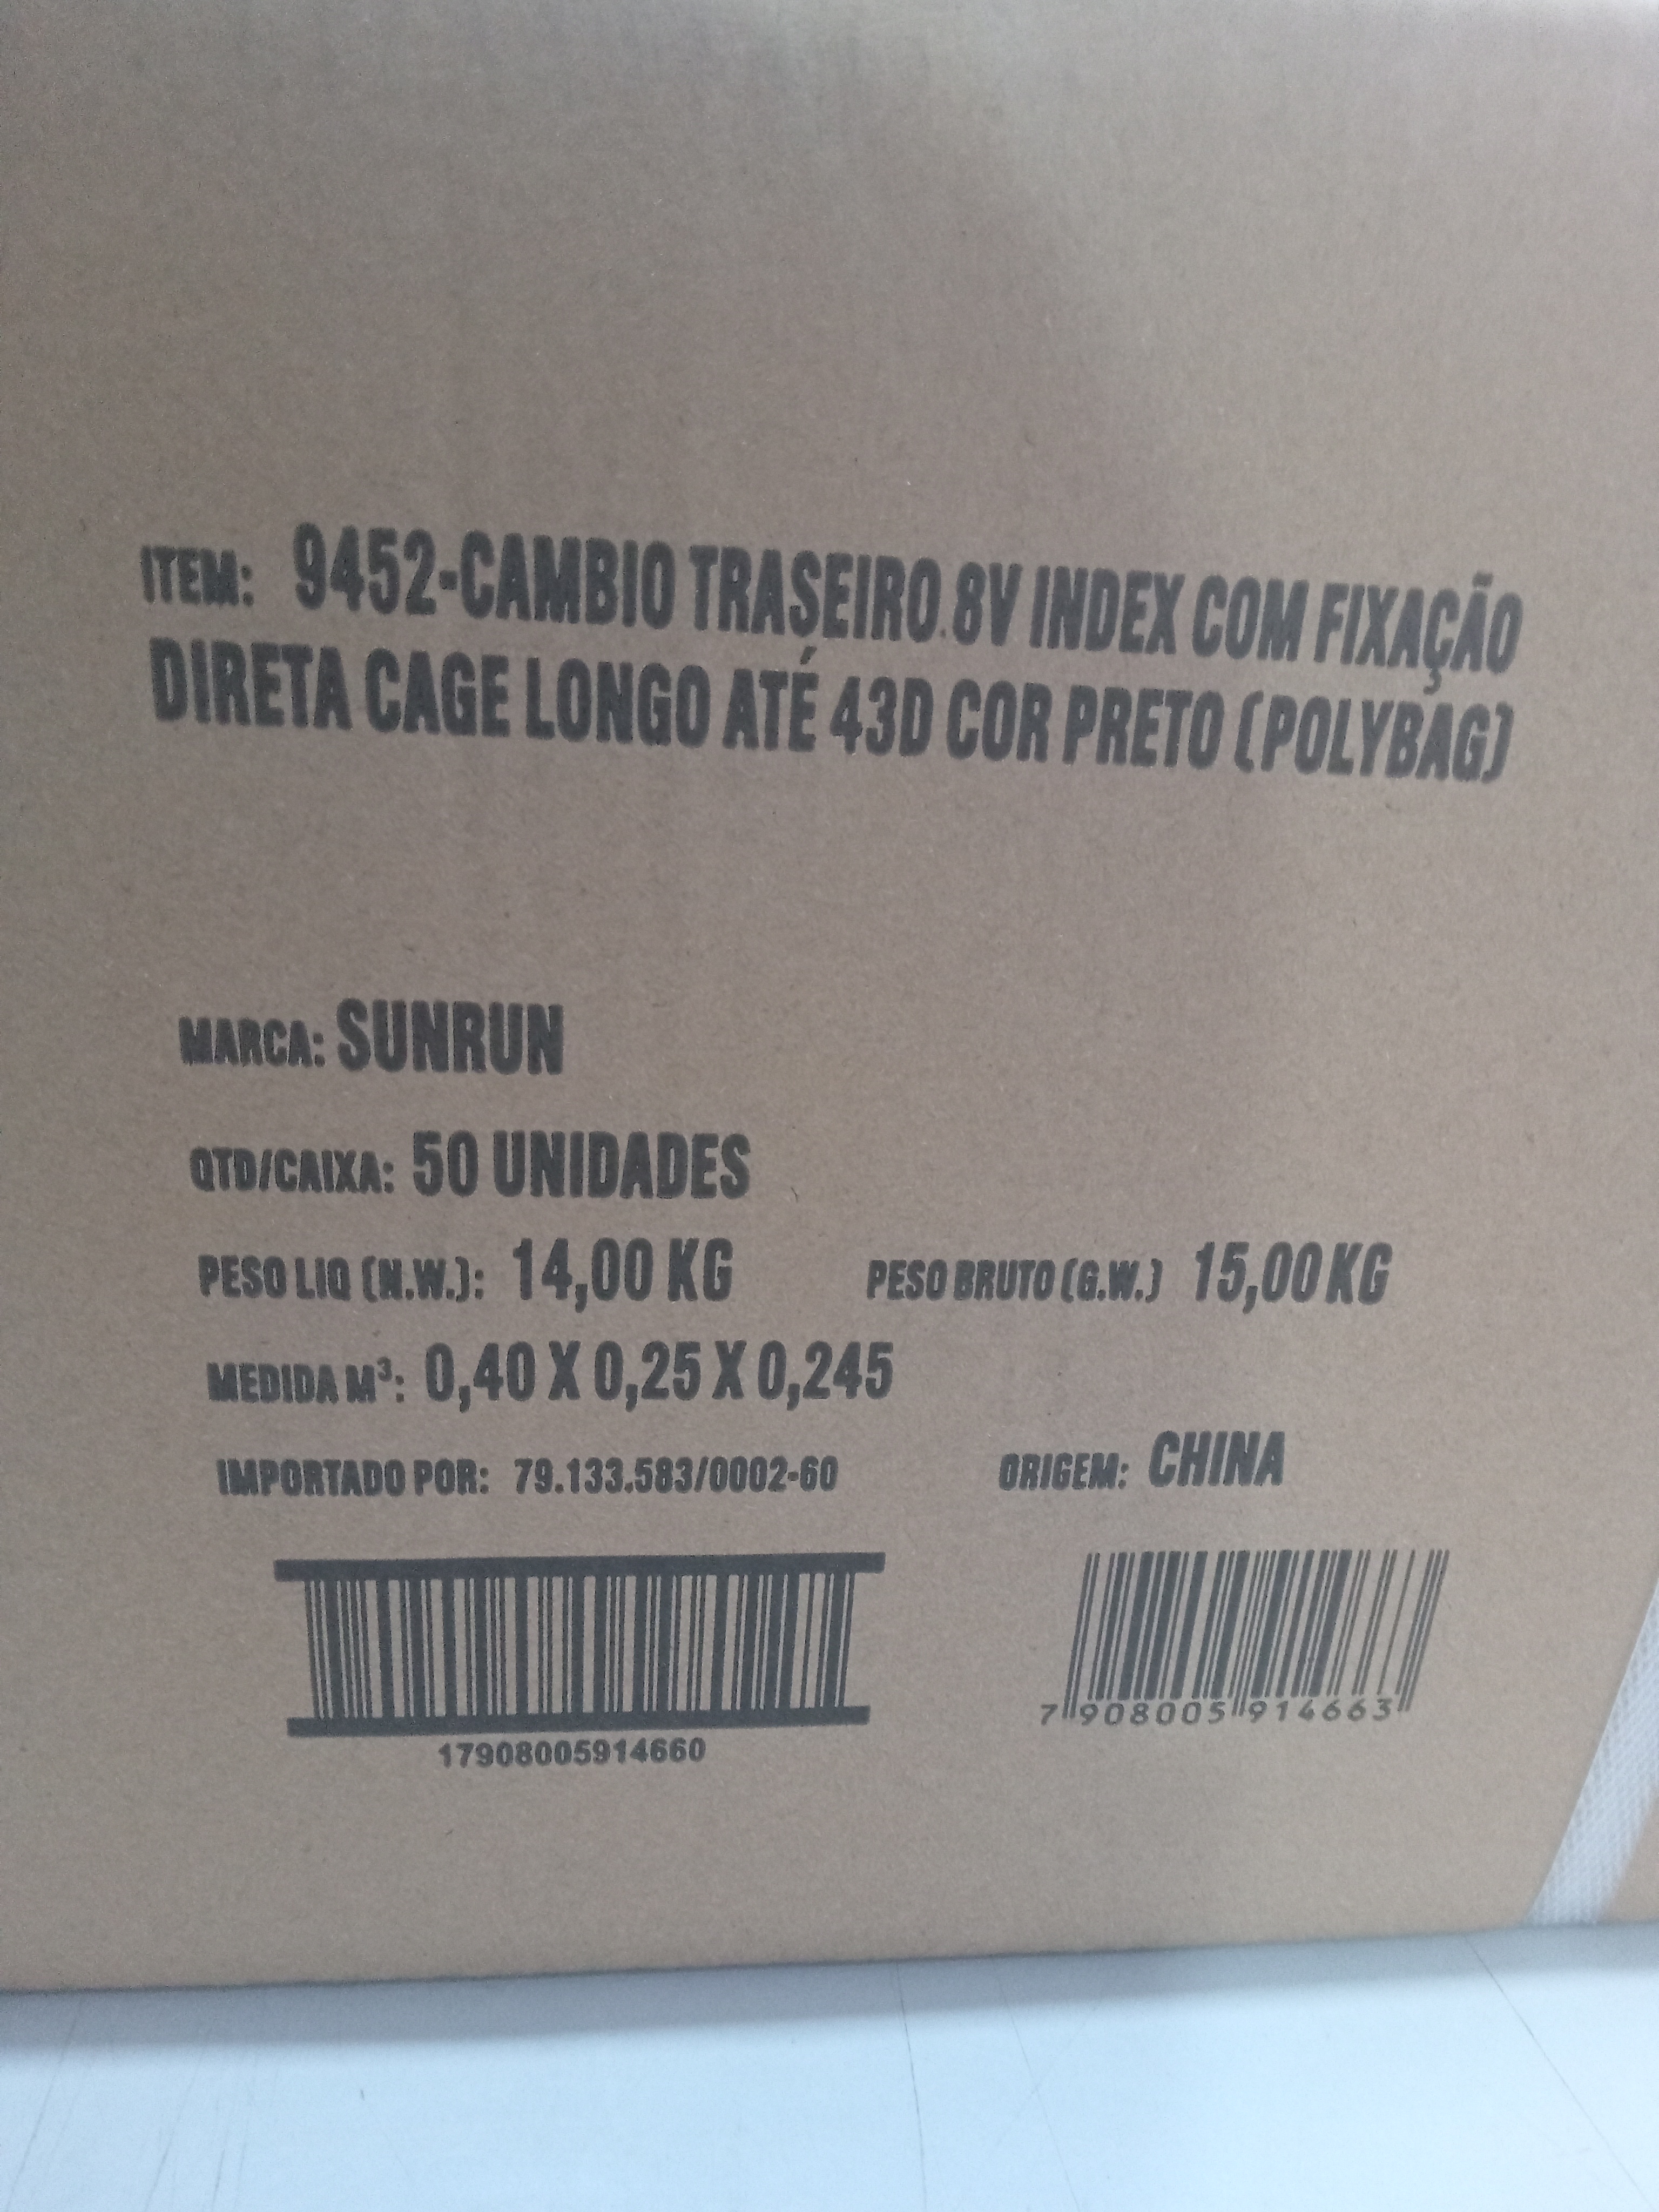 ITEM: 9452-CAMBIO TRASEIRO 8V INDEX COM FIXAÇÃO
DIRETA CAGE LONGO ATÉ 43D COR PRETO (POLYBAG)
MARCA: SUNRUN
QTD/CAIXA: 50 UNIDADES
PESO LIQ (N.W.): 14,00 KG PESO BRUTO (G.W.) 15,00 KG
MEDIDA M³: 0,40 X 0,25 X 0,245
IMPORTADO POR: 79.133.583/0002-60 ORIGEM: CHINA
17908005914660
7 908005 914663